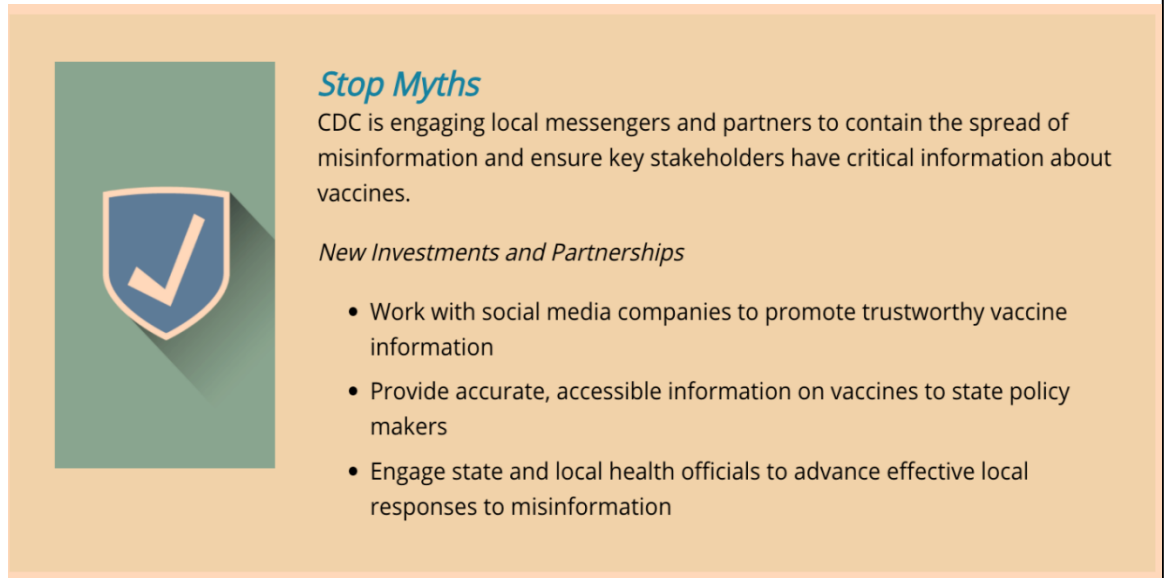 Stop Myths
CDC is engaging local messengers and partners to contain the spread of
misinformation and ensure key stakeholders have critical information about
vaccines.
New Investments and Partnerships
• Work with social media companies to promote trustworthy vaccine
information
• Provide accurate, accessible information on vaccines to state policy
makers
• Engage state and local health officials to advance effective local
responses to misinformation